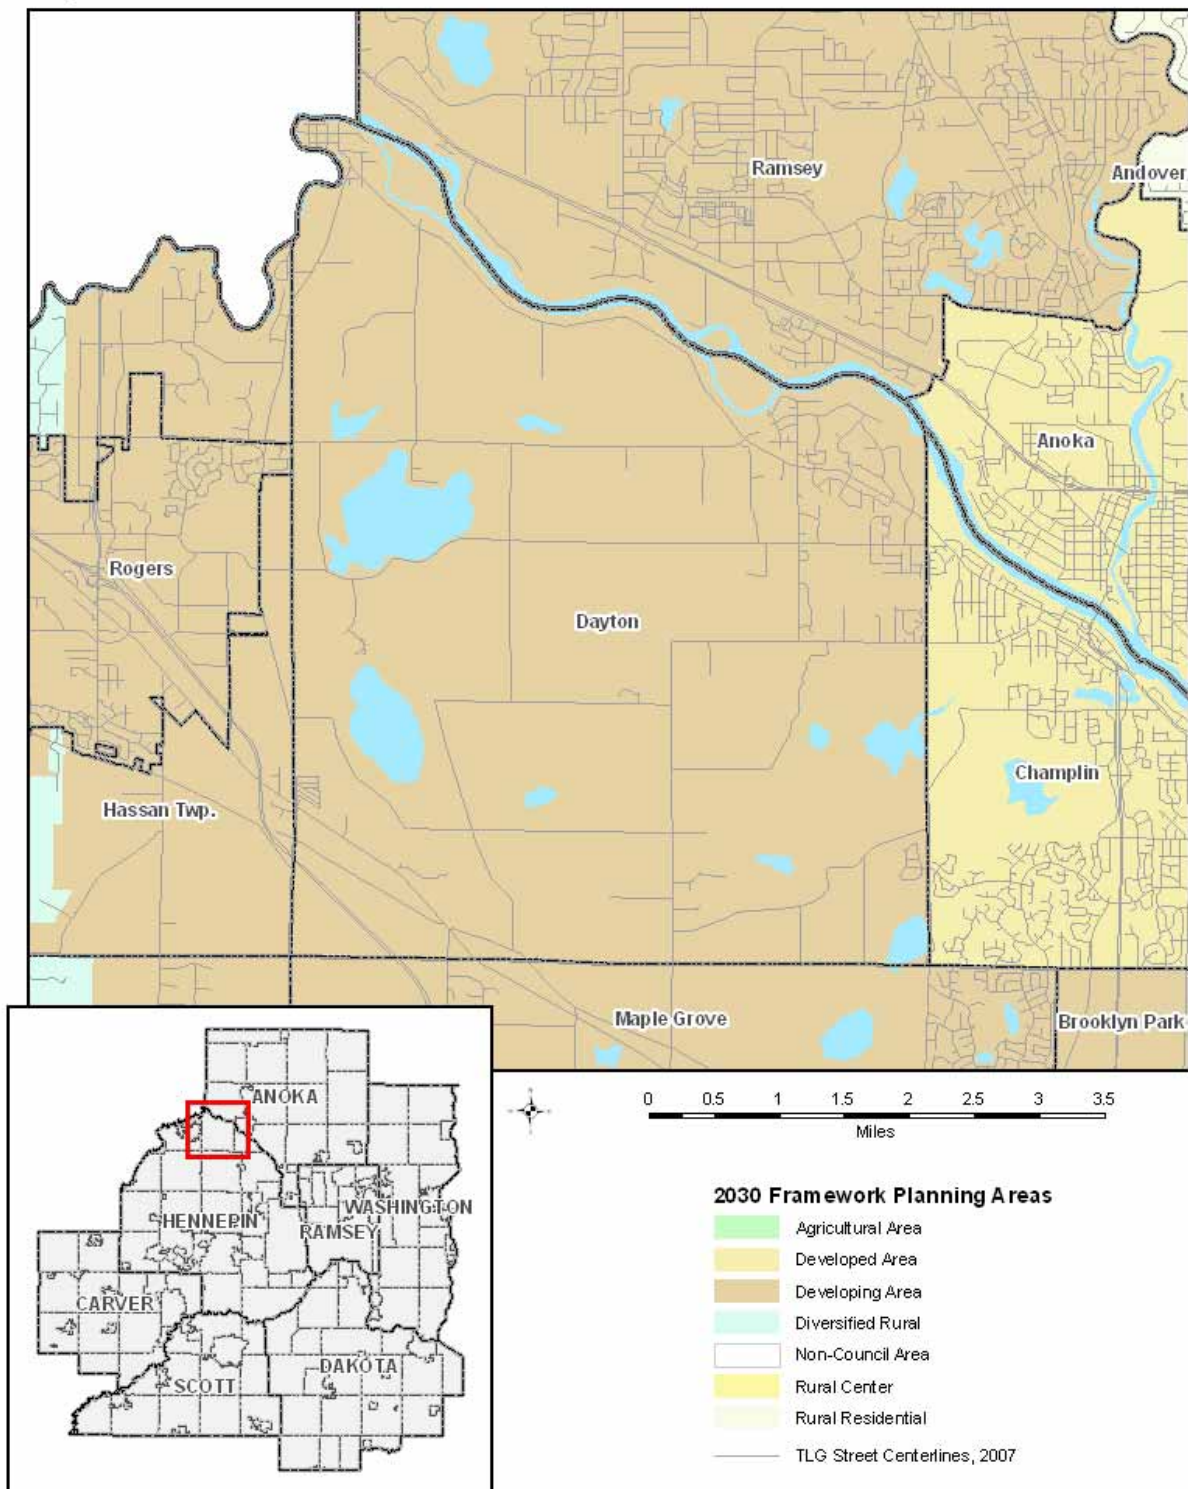 Ramsey
Andover
Anoka
Rogers
Dayton
Champlin
Hassan Twp.
Maple Grove
Brooklyn Park
ANOKA
WASHINGTON
HENNEPIN
RAMSEY
CARVER
DAKOTA
SCOTT
0 0.5 1 1.5 2 2.5 3 3.5
Miles
2030 Framework Planning Areas
Agricultural Area
Developed Area
Developing Area
Diversified Rural
Non-Council Area
Rural Center
Rural Residential
TLG Street Centerlines, 2007